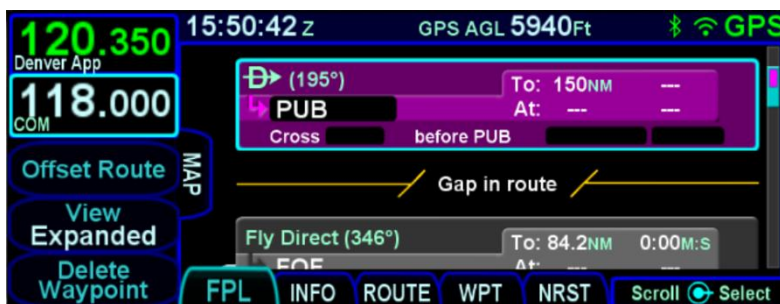 120.350
Denver App
118.000
COM
15:50:42 Z GPS AGL 5940FT GPS
(195°) To: 150NM ---
PUB At: --- ---
Cross before PUB
MAP
Offset Route
Gap in route
View
Expanded
Fly Direct (346°) To: 84.2NM 0:00M:S
At: --- ---
Delete
Waypoint
FPL INFO ROUTE WPT NRST Scroll Select